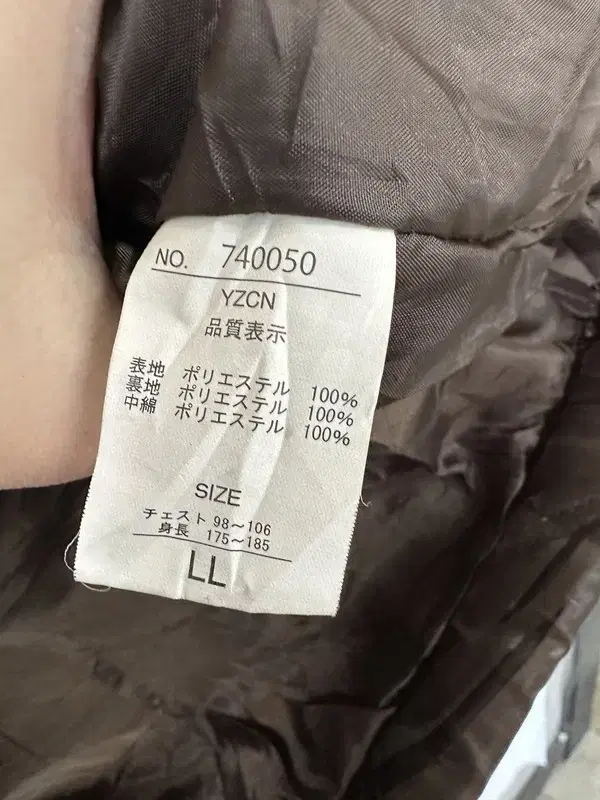 NO. 740050
YZCN
品質表示
表地 ポリエステル 100%
裏地 ポリエステル 100%
中綿 ポリエステル 100%
SIZE
チェスト 98～106
身長 175～185
LL